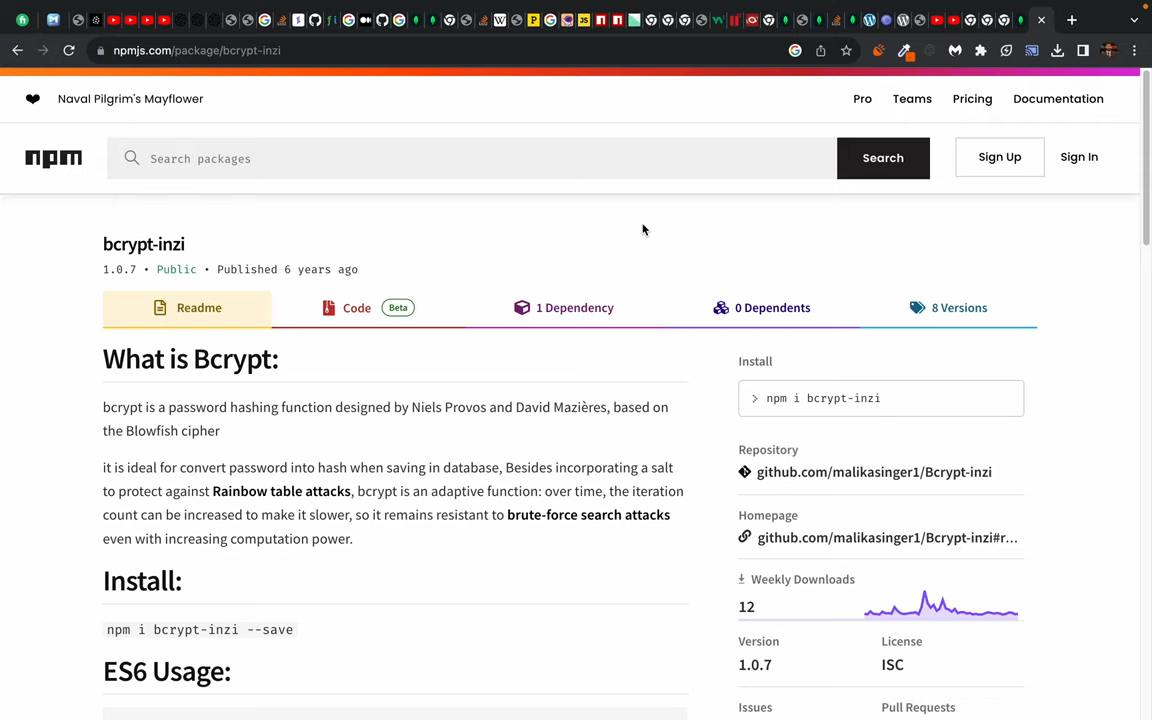 npmjs.com/package/bcrypt-inzi
Naval Pilgrim's Mayflower
Pro
Teams
Pricing
Documentation
npm
Search packages
Search
Sign Up
Sign In
bcrypt-inzi
1.0.7 • Public • Published 6 years ago
Readme
Code
Beta
1 Dependency
0 Dependents
8 Versions
What is Bcrypt:
bcrypt is a password hashing function designed by Niels Provos and David Mazières, based on
the Blowfish cipher
it is ideal for convert password into hash when saving in database, Besides incorporating a salt
to protect against Rainbow table attacks, bcrypt is an adaptive function: over time, the iteration
count can be increased to make it slower, so it remains resistant to brute-force search attacks
even with increasing computation power.
Install:
npm i bcrypt-inzi --save
ES6 Usage:
Install
> npm i bcrypt-inzi
Repository
github.com/malikasinger1/Bcrypt-inzi
Homepage
github.com/malikasinger1/Bcrypt-inzi#r...
Weekly Downloads
12
Version
License
1.0.7
ISC
Issues
Pull Requests